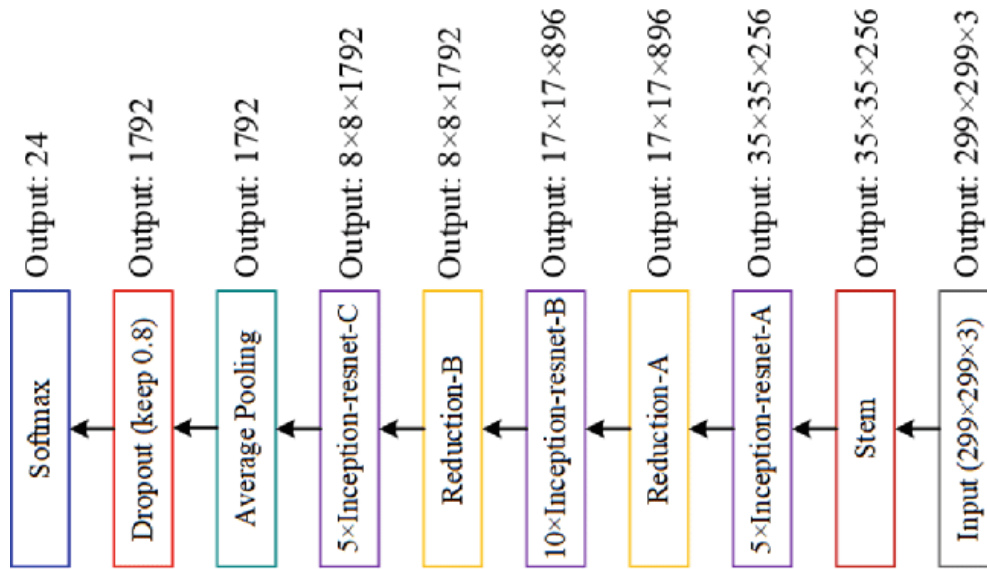 Softmax
Output: 24
Dropout (keep 0.8)
Output: 1792
Average Pooling
Output: 1792
5×Inception-resnet-C
Output: 8×8×1792
Reduction-B
Output: 8×8×1792
10×Inception-resnet-B
Output: 17×17×896
Reduction-A
Output: 17×17×896
5×Inception-resnet-A
Output: 35×35×256
Stem
Output: 35×35×256
Input (299×299×3)
Output: 299×299×3